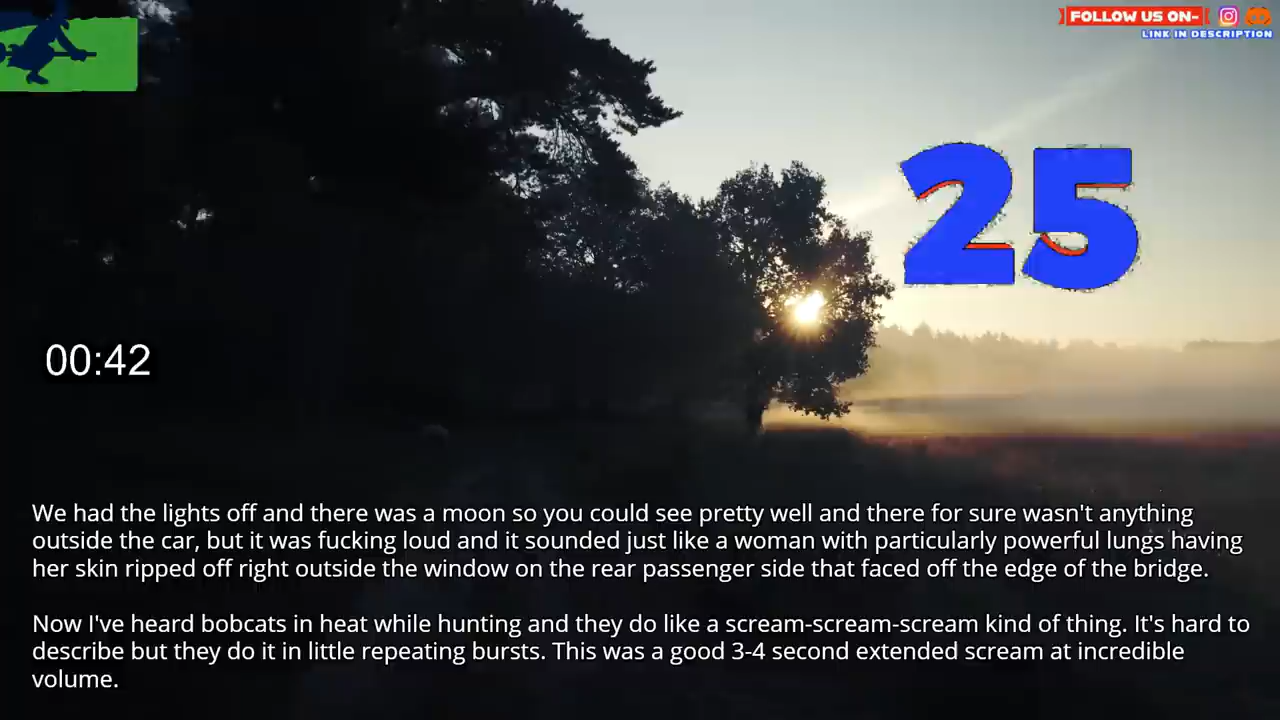 FOLLOW US ON-
LINK IN DESCRIPTION
25
00:42
We had the lights off and there was a moon so you could see pretty well and there for sure wasn't anything
outside the car, but it was fucking loud and it sounded just like a woman with particularly powerful lungs having
her skin ripped off right outside the window on the rear passenger side that faced off the edge of the bridge.
Now I've heard bobcats in heat while hunting and they do like a scream-scream-scream kind of thing. It's hard to
describe but they do it in little repeating bursts. This was a good 3-4 second extended scream at incredible
volume.